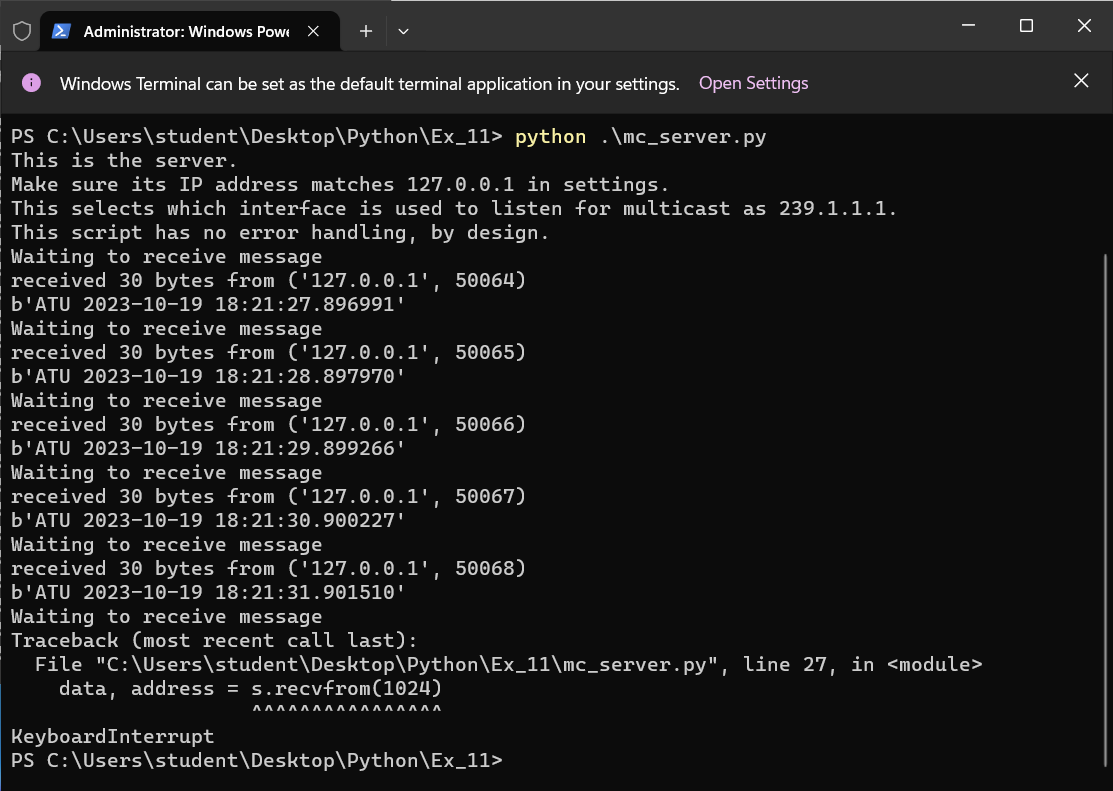 Administrator: Windows Powe
Windows Terminal can be set as the default terminal application in your settings. Open Settings
PS C:\Users\student\Desktop\Python\Ex_11> python .\mc_server.py
This is the server.
Make sure its IP address matches 127.0.0.1 in settings.
This selects which interface is used to listen for multicast as 239.1.1.1.
This script has no error handling, by design.
Waiting to receive message
received 30 bytes from ('127.0.0.1', 50064)
b'ATU 2023-10-19 18:21:27.896991'
Waiting to receive message
received 30 bytes from ('127.0.0.1', 50065)
b'ATU 2023-10-19 18:21:28.897970'
Waiting to receive message
received 30 bytes from ('127.0.0.1', 50066)
b'ATU 2023-10-19 18:21:29.899266'
Waiting to receive message
received 30 bytes from ('127.0.0.1', 50067)
b'ATU 2023-10-19 18:21:30.900227'
Waiting to receive message
received 30 bytes from ('127.0.0.1', 50068)
b'ATU 2023-10-19 18:21:31.901510'
Waiting to receive message
Traceback (most recent call last):
  File "C:\Users\student\Desktop\Python\Ex_11\mc_server.py", line 27, in <module>
    data, address = s.recvfrom(1024)
                    ^^^^^^^^^^^^^^^^
KeyboardInterrupt
PS C:\Users\student\Desktop\Python\Ex_11>